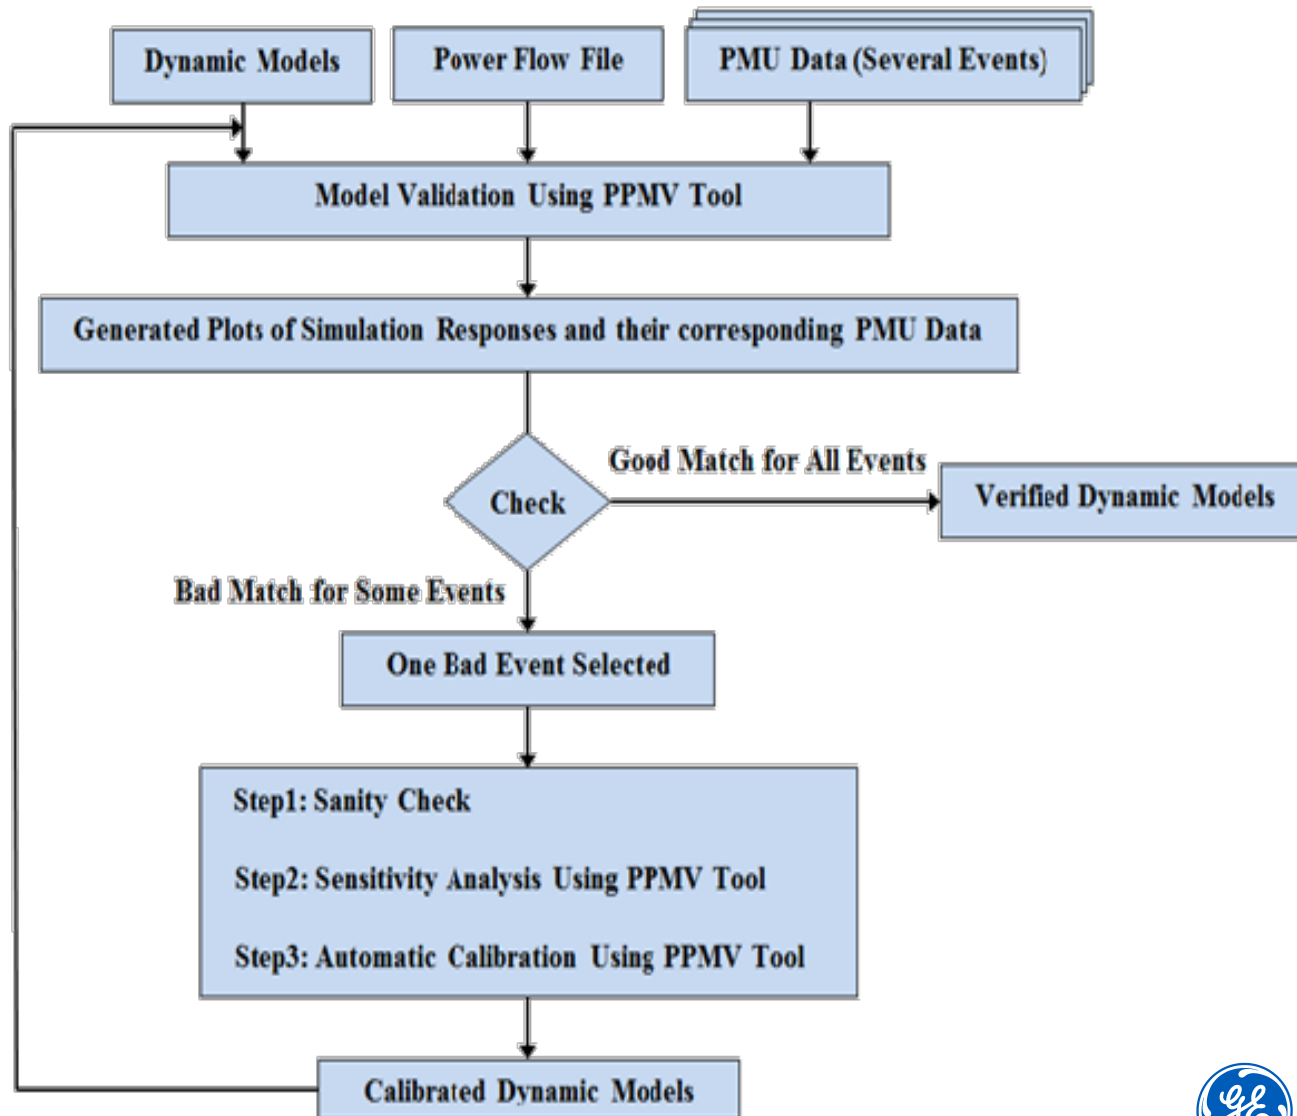 Dynamic Models
Power Flow File
PMU Data (Several Events)
Model Validation Using PPMV Tool
Generated Plots of Simulation Responses and their corresponding PMU Data
Check
Good Match for All Events
Verified Dynamic Models
Bad Match for Some Events
One Bad Event Selected
Step1: Sanity Check
Step2: Sensitivity Analysis Using PPMV Tool
Step3: Automatic Calibration Using PPMV Tool
Calibrated Dynamic Models
GE